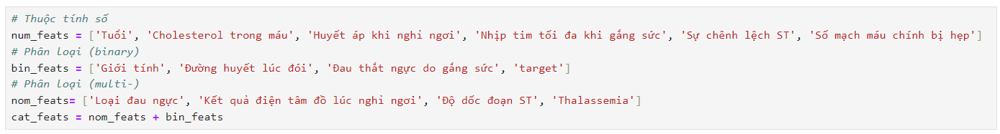 # Thuộc tính số
num_feats = ['Tuổi', 'Cholesterol trong máu', 'Huyết áp khi nghỉ ngơi', 'Nhịp tim tối đa khi gắng sức', 'Sự chênh lệch ST', 'Số mạch máu chính bị hẹp']
# Phân loại (binary)
bin_feats = ['Giới tính', 'Đường huyết lúc đói', 'Đau thắt ngực do gắng sức', 'target']
# Phân loại (multi-)
nom_feats= ['Loại đau ngực', 'Kết quả điện tâm đồ lúc nghỉ ngơi', 'Độ dốc đoạn ST', 'Thalassemia']
cat_feats = nom_feats + bin_feats